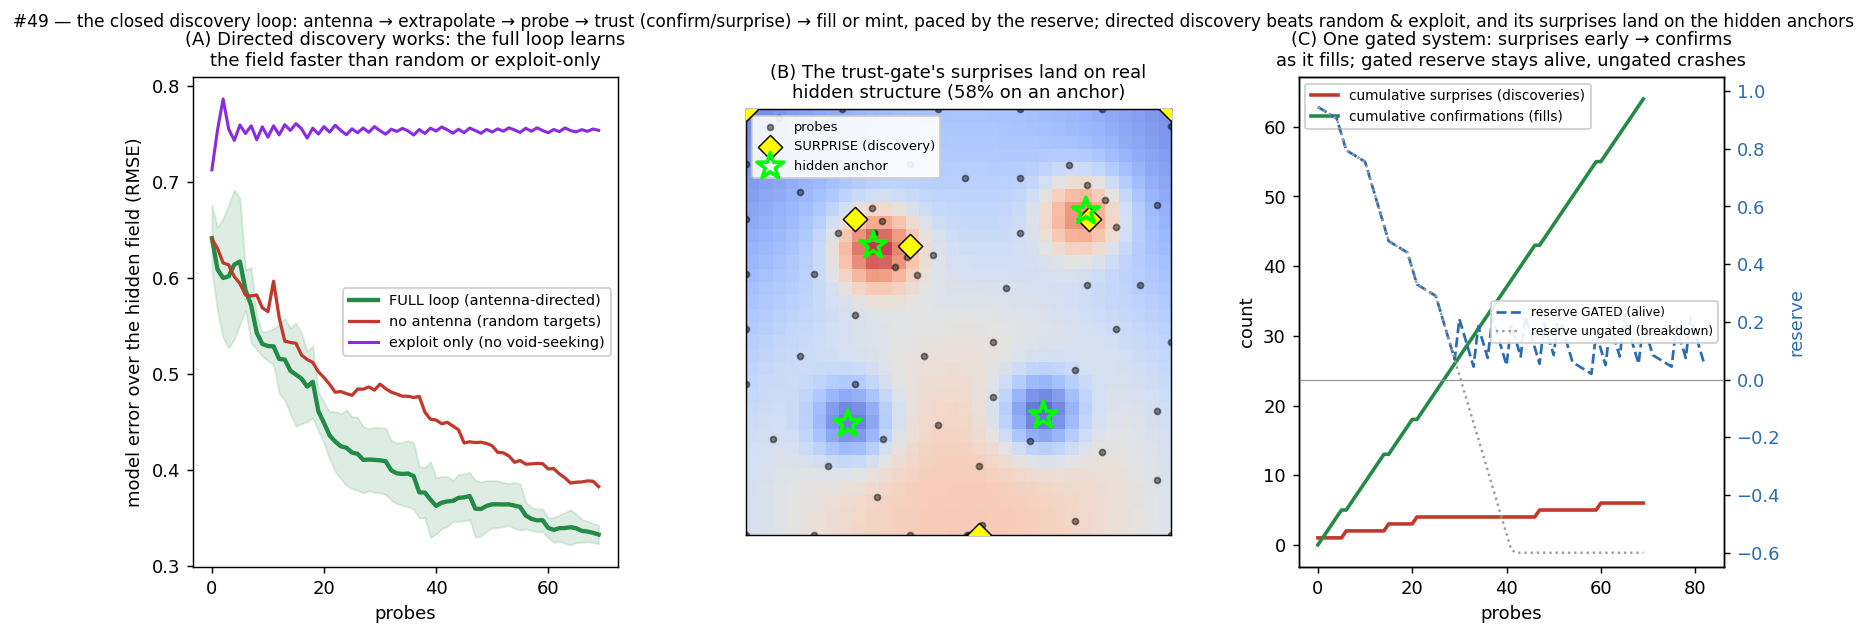 #49 — the closed discovery loop: antenna → extrapolate → probe → trust (confirm/surprise) → fill or mint, paced by the reserve; directed discovery beats random & exploit, and its surprises land on the hidden anchors
(A) Directed discovery works: the full loop learns
the field faster than random or exploit-only
0.8
0.7
0.6
0.5
0.4
0.3
model error over the hidden field (RMSE)
FULL loop (antenna-directed)
no antenna (random targets)
exploit only (no void-seeking)
0
20
40
60
probes
(B) The trust-gate's surprises land on real
hidden structure (58% on an anchor)
probes
SURPRISE (discovery)
hidden anchor
(C) One gated system: surprises early → confirms
as it fills; gated reserve stays alive, ungated crashes
cumulative surprises (discoveries)
cumulative confirmations (fills)
60
50
40
30
20
10
0
count
reserve GATED (alive)
reserve ungated (breakdown)
1.0
0.8
0.6
0.4
0.2
0.0
−0.2
−0.4
−0.6
reserve
0
20
40
60
80
probes